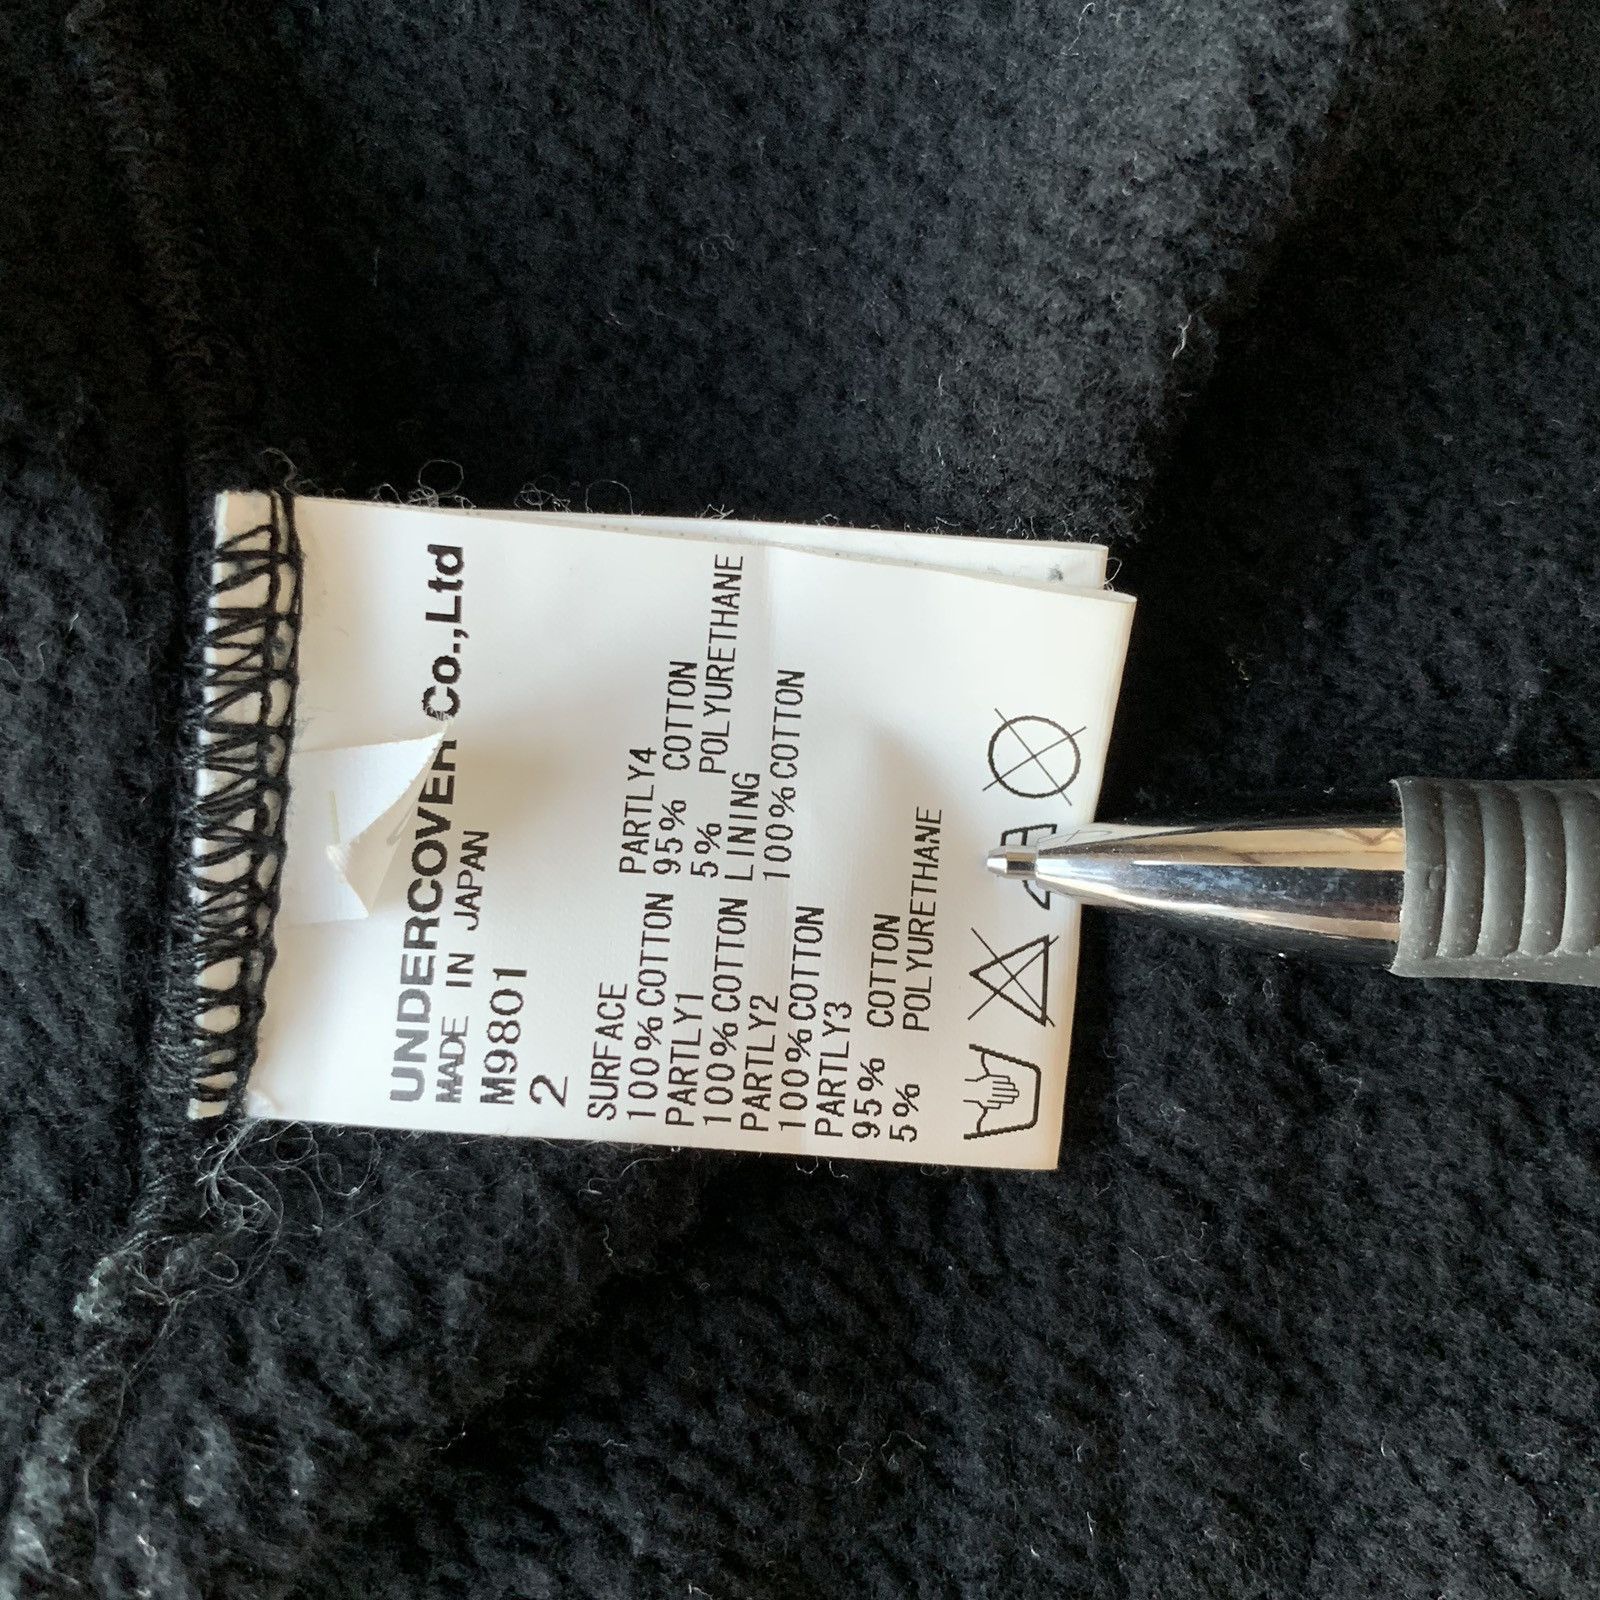 UNDERCOVER Co.,Ltd
MADE IN JAPAN
M9801
2
SURFACE
100% COTTON
PARTLY1
100% COTTON
PARTLY2
100% COTTON
PARTLY3
95% COTTON
5% POLYURETHANE
PARTLY4
95% COTTON
5% POLYURETHANE
LINING
100% COTTON